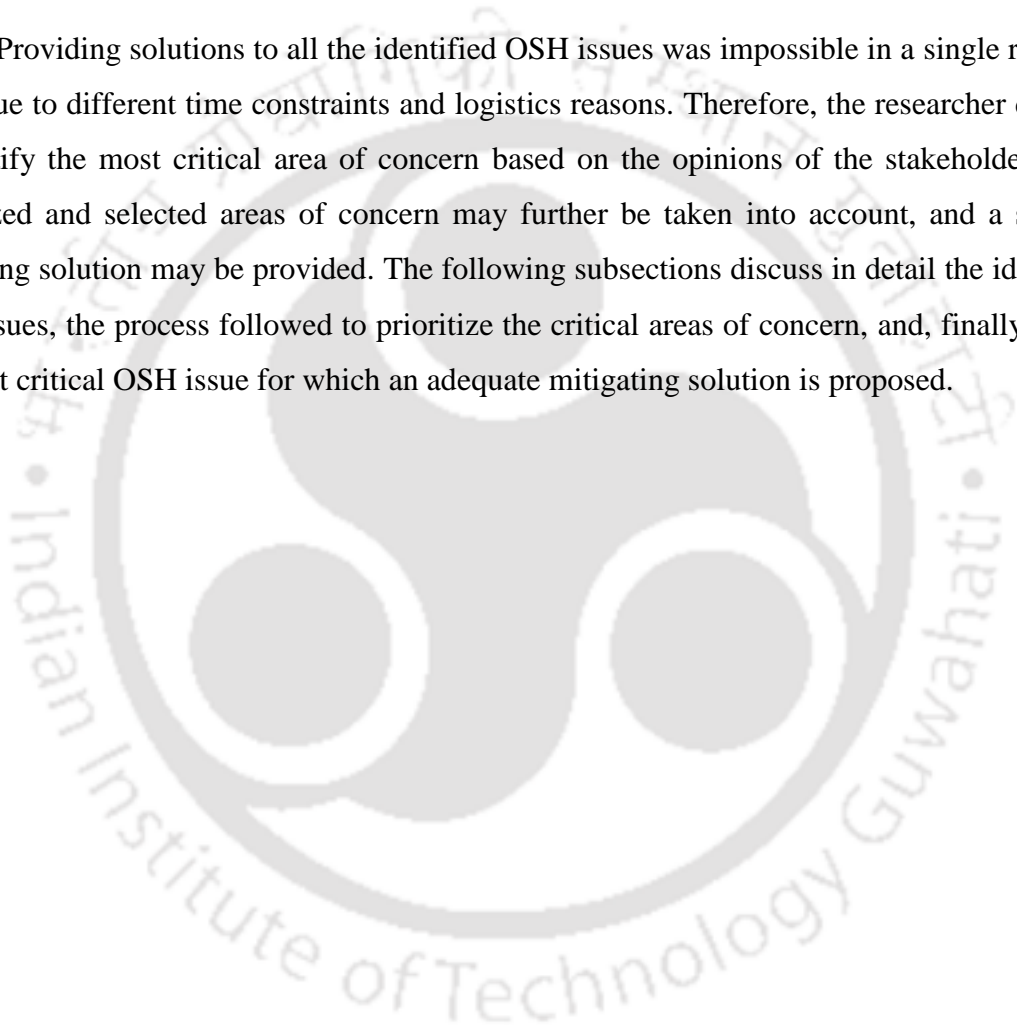 Providing solutions to all the identified OSH issues was impossible in a single r
ue to different time constraints and logistics reasons. Therefore, the researcher
ify the most critical area of concern based on the opinions of the stakeholde
zed and selected areas of concern may further be taken into account, and a s
ng solution may be provided. The following subsections discuss in detail the id
sues, the process followed to prioritize the critical areas of concern, and, finally
t critical OSH issue for which an adequate mitigating solution is proposed.
Indian Institute of Technology Guwahati